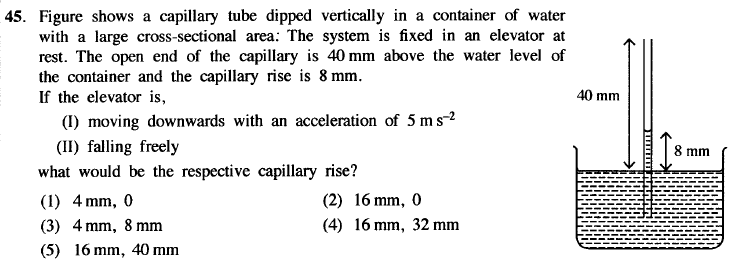 45. Figure shows a capillary tube dipped vertically in a container of water
with a large cross-sectional area: The system is fixed in an elevator at
rest. The open end of the capillary is 40 mm above the water level of
the container and the capillary rise is 8 mm.
If the elevator is,
(I) moving downwards with an acceleration of 5 m s⁻²
(II) falling freely
what would be the respective capillary rise?
(1) 4 mm, 0
(2) 16 mm, 0
(3) 4 mm, 8 mm
(4) 16 mm, 32 mm
(5) 16 mm, 40 mm
40 mm
8 mm